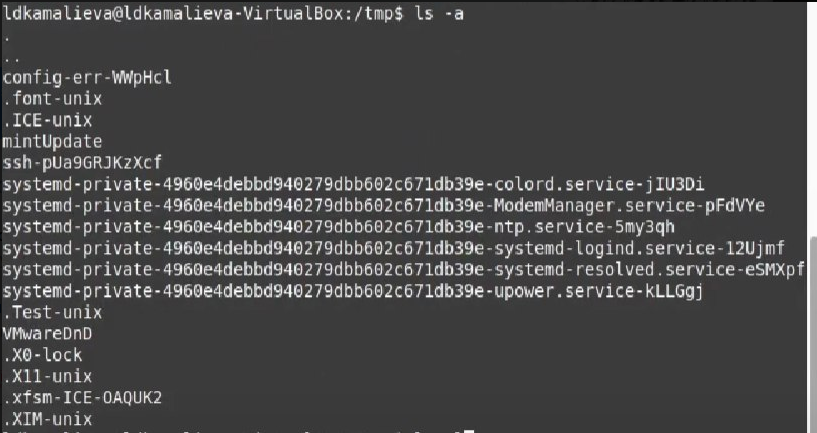 ldkamalieva@ldkamalieva-VirtualBox:/tmp$ ls -a
.
..
config-err-WWpHcl
.font-unix
.ICE-unix
mintUpdate
ssh-pUa9GRJKzXcf
systemd-private-4960e4debbd940279dbb602c671db39e-colord.service-jIU3Di
systemd-private-4960e4debbd940279dbb602c671db39e-ModemManager.service-pFdVYe
systemd-private-4960e4debbd940279dbb602c671db39e-ntp.service-5my3qh
systemd-private-4960e4debbd940279dbb602c671db39e-systemd-logind.service-12Ujmf
systemd-private-4960e4debbd940279dbb602c671db39e-systemd-resolved.service-eSMXpf
systemd-private-4960e4debbd940279dbb602c671db39e-upower.service-kLLGgj
.Test-unix
VMwareDnD
.X0-lock
.X11-unix
.xfsm-ICE-OAQUK2
.XIM-unix